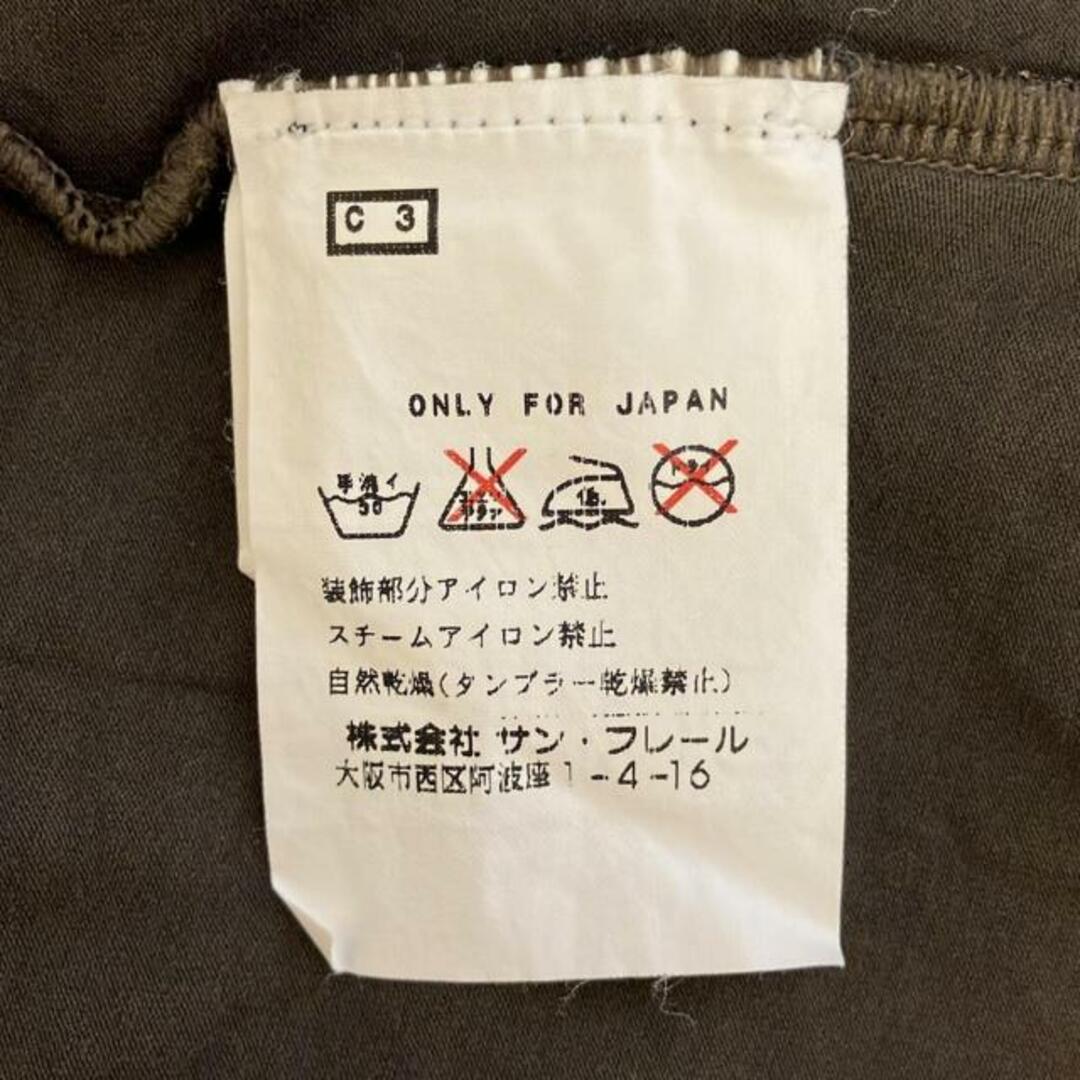 C 3
ONLY FOR JAPAN
手洗イ 低 ドライ
30
装飾部分アイロン禁止
スチームアイロン禁止
自然乾燥(タンブラー乾燥禁止)
株式会社 サン・フレール
大阪市西区阿波座1-4-16